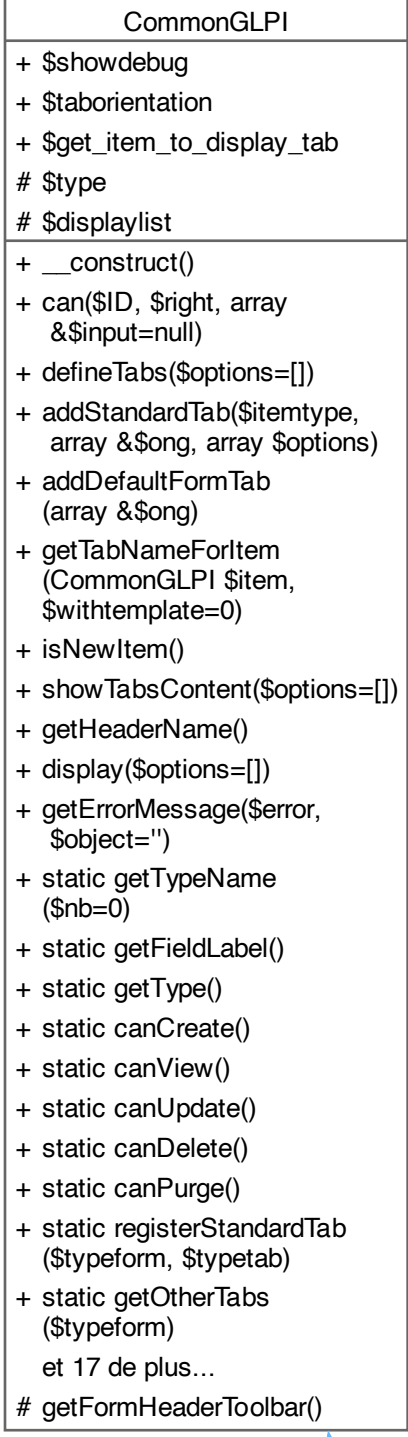 CommonGLPI
+ $showdebug
+ $taborientation
+ $get_item_to_display_tab
# $type
# $displaylist
+ __construct()
+ can($ID, $right, array
&$input=null)
+ defineTabs($options=[])
+ addStandardTab($itemtype,
array &$ong, array $options)
+ addDefaultFormTab
(array &$ong)
+ getTabNameForItem
(CommonGLPI $item,
$withtemplate=0)
+ isNewItem()
+ showTabsContent($options=[])
+ getHeaderName()
+ display($options=[])
+ getErrorMessage($error,
$object='')
+ static getTypeName
($nb=0)
+ static getFieldLabel()
+ static getType()
+ static canCreate()
+ static canView()
+ static canUpdate()
+ static canDelete()
+ static canPurge()
+ static registerStandardTab
($typeform, $typetab)
+ static getOtherTabs
($typeform)
et 17 de plus...
# getFormHeaderToolbar()